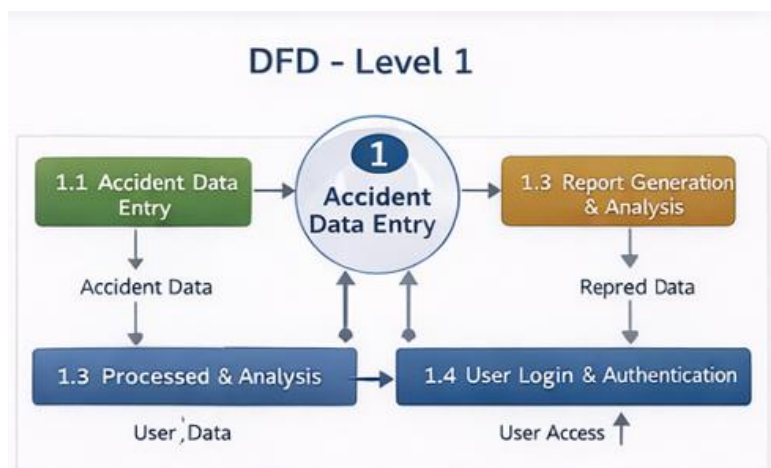 DFD - Level 1
1.1 Accident Data
Entry
1
Accident
Data Entry
1.3 Report Generation
& Analysis
Accident Data
Repred Data
1.3 Processed & Analysis
1.4 User Login & Authentication
User, Data
User Access